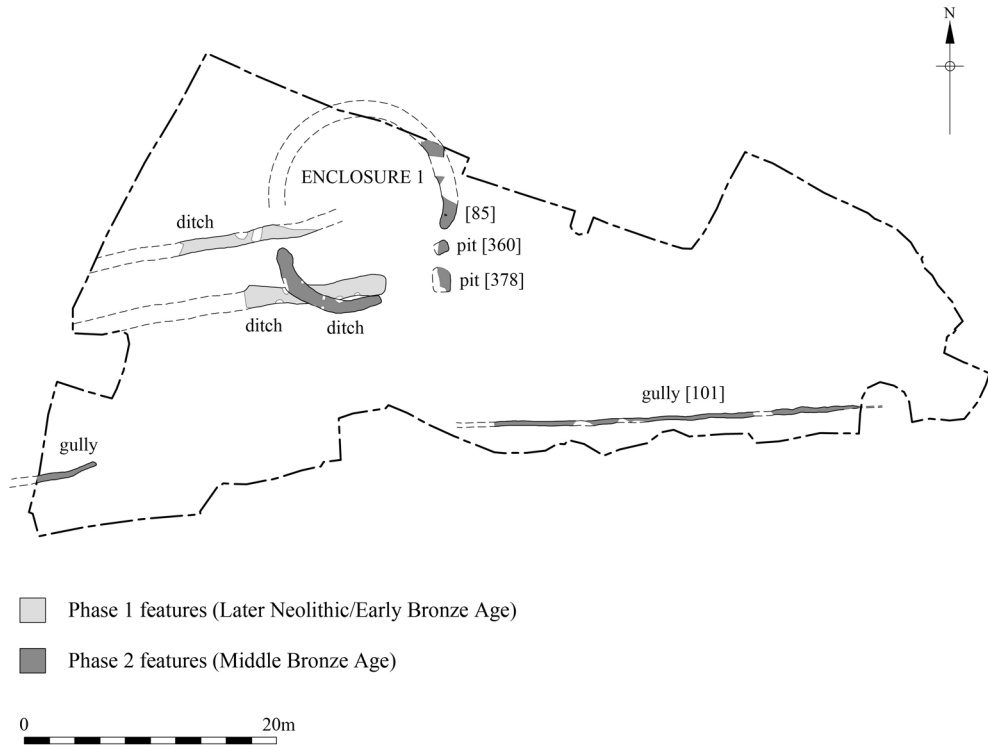 N
ENCLOSURE 1
[85]
ditch
pit [360]
pit [378]
ditch
ditch
gully [101]
gully
Phase 1 features (Later Neolithic/Early Bronze Age)
Phase 2 features (Middle Bronze Age)
0 20m